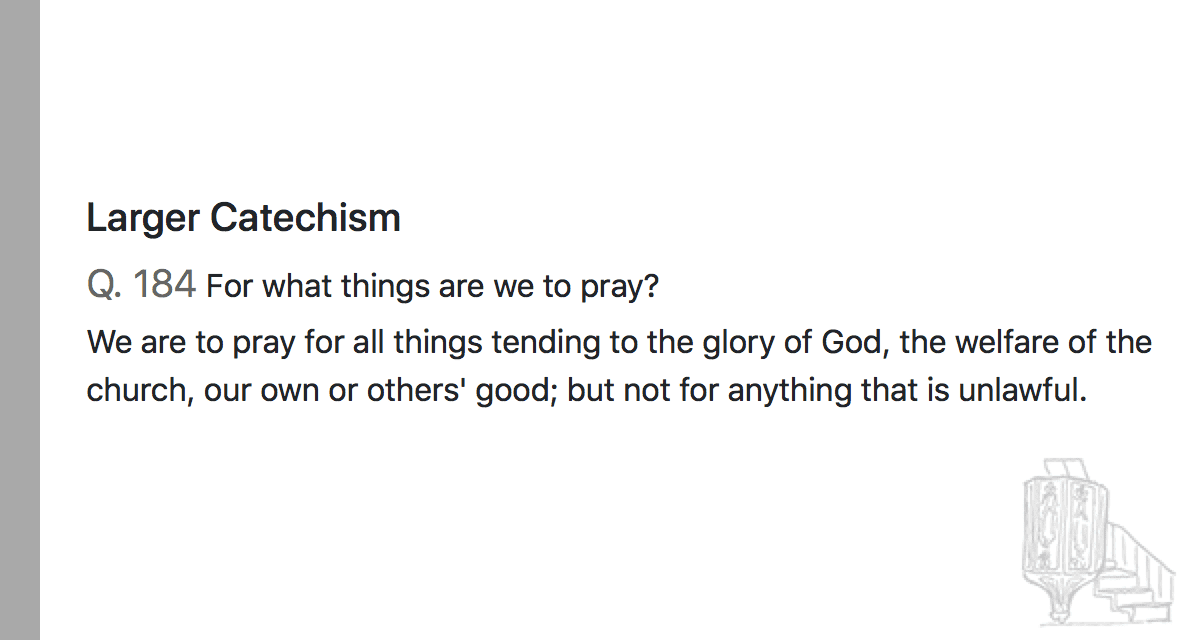 Larger Catechism
Q. 184 For what things are we to pray?
We are to pray for all things tending to the glory of God, the welfare of the
church, our own or others' good; but not for anything that is unlawful.